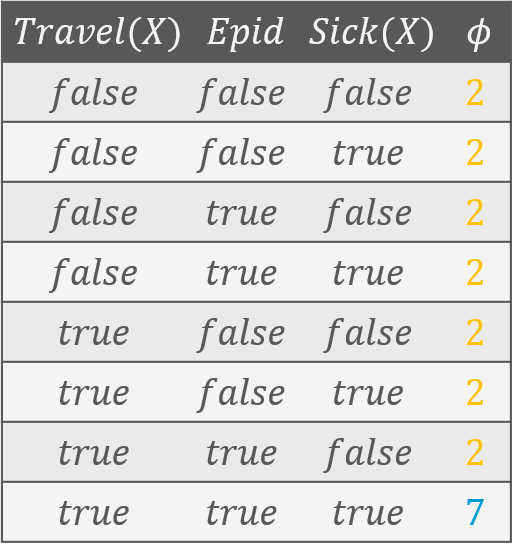 Travel(X) Epid Sick(X) ϕ
false false false 2
false false true 2
false true false 2
false true true 2
true false false 2
true false true 2
true true false 2
true true true 7